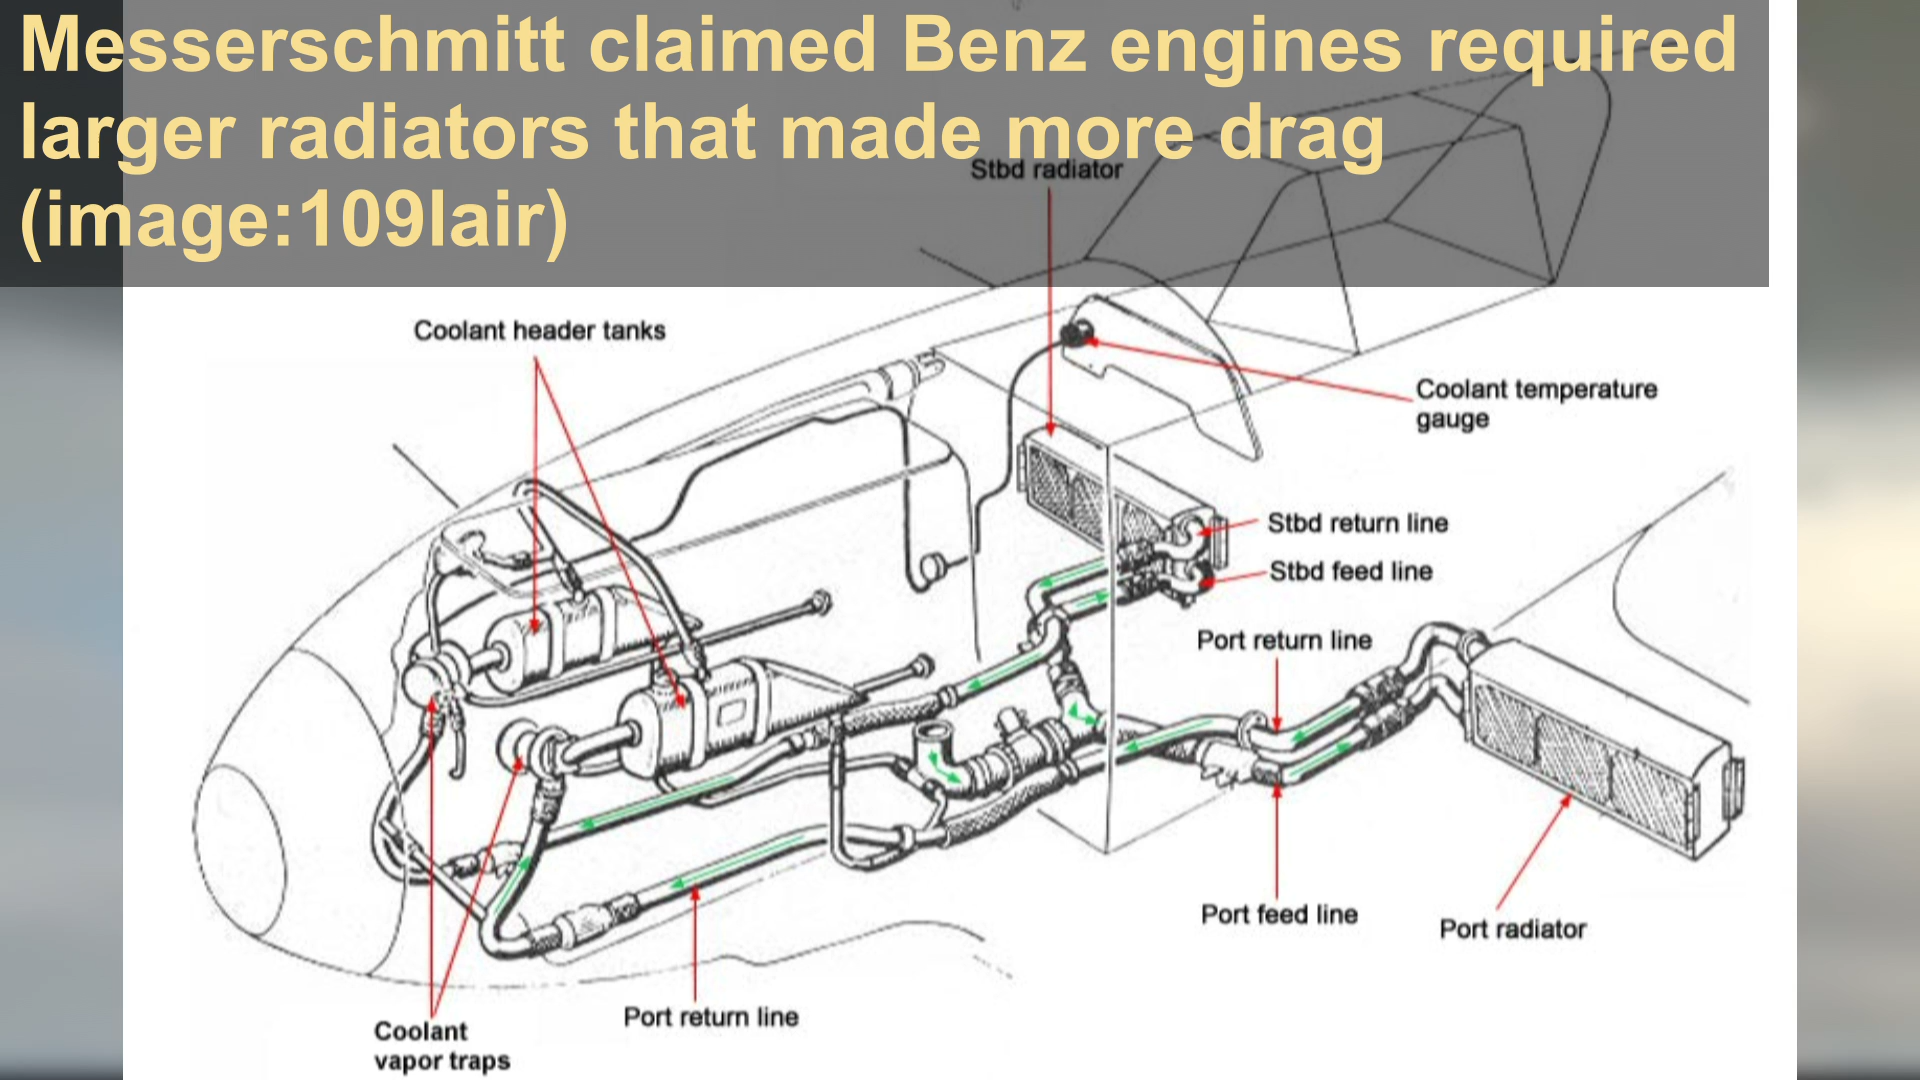 Messerschmitt claimed Benz engines required
larger radiators that made more drag
(image:109lair)
Stbd radiator
Coolant header tanks
Coolant temperature
gauge
Stbd return line
Stbd feed line
Port return line
Port feed line
Port radiator
Port return line
Coolant
vapor traps